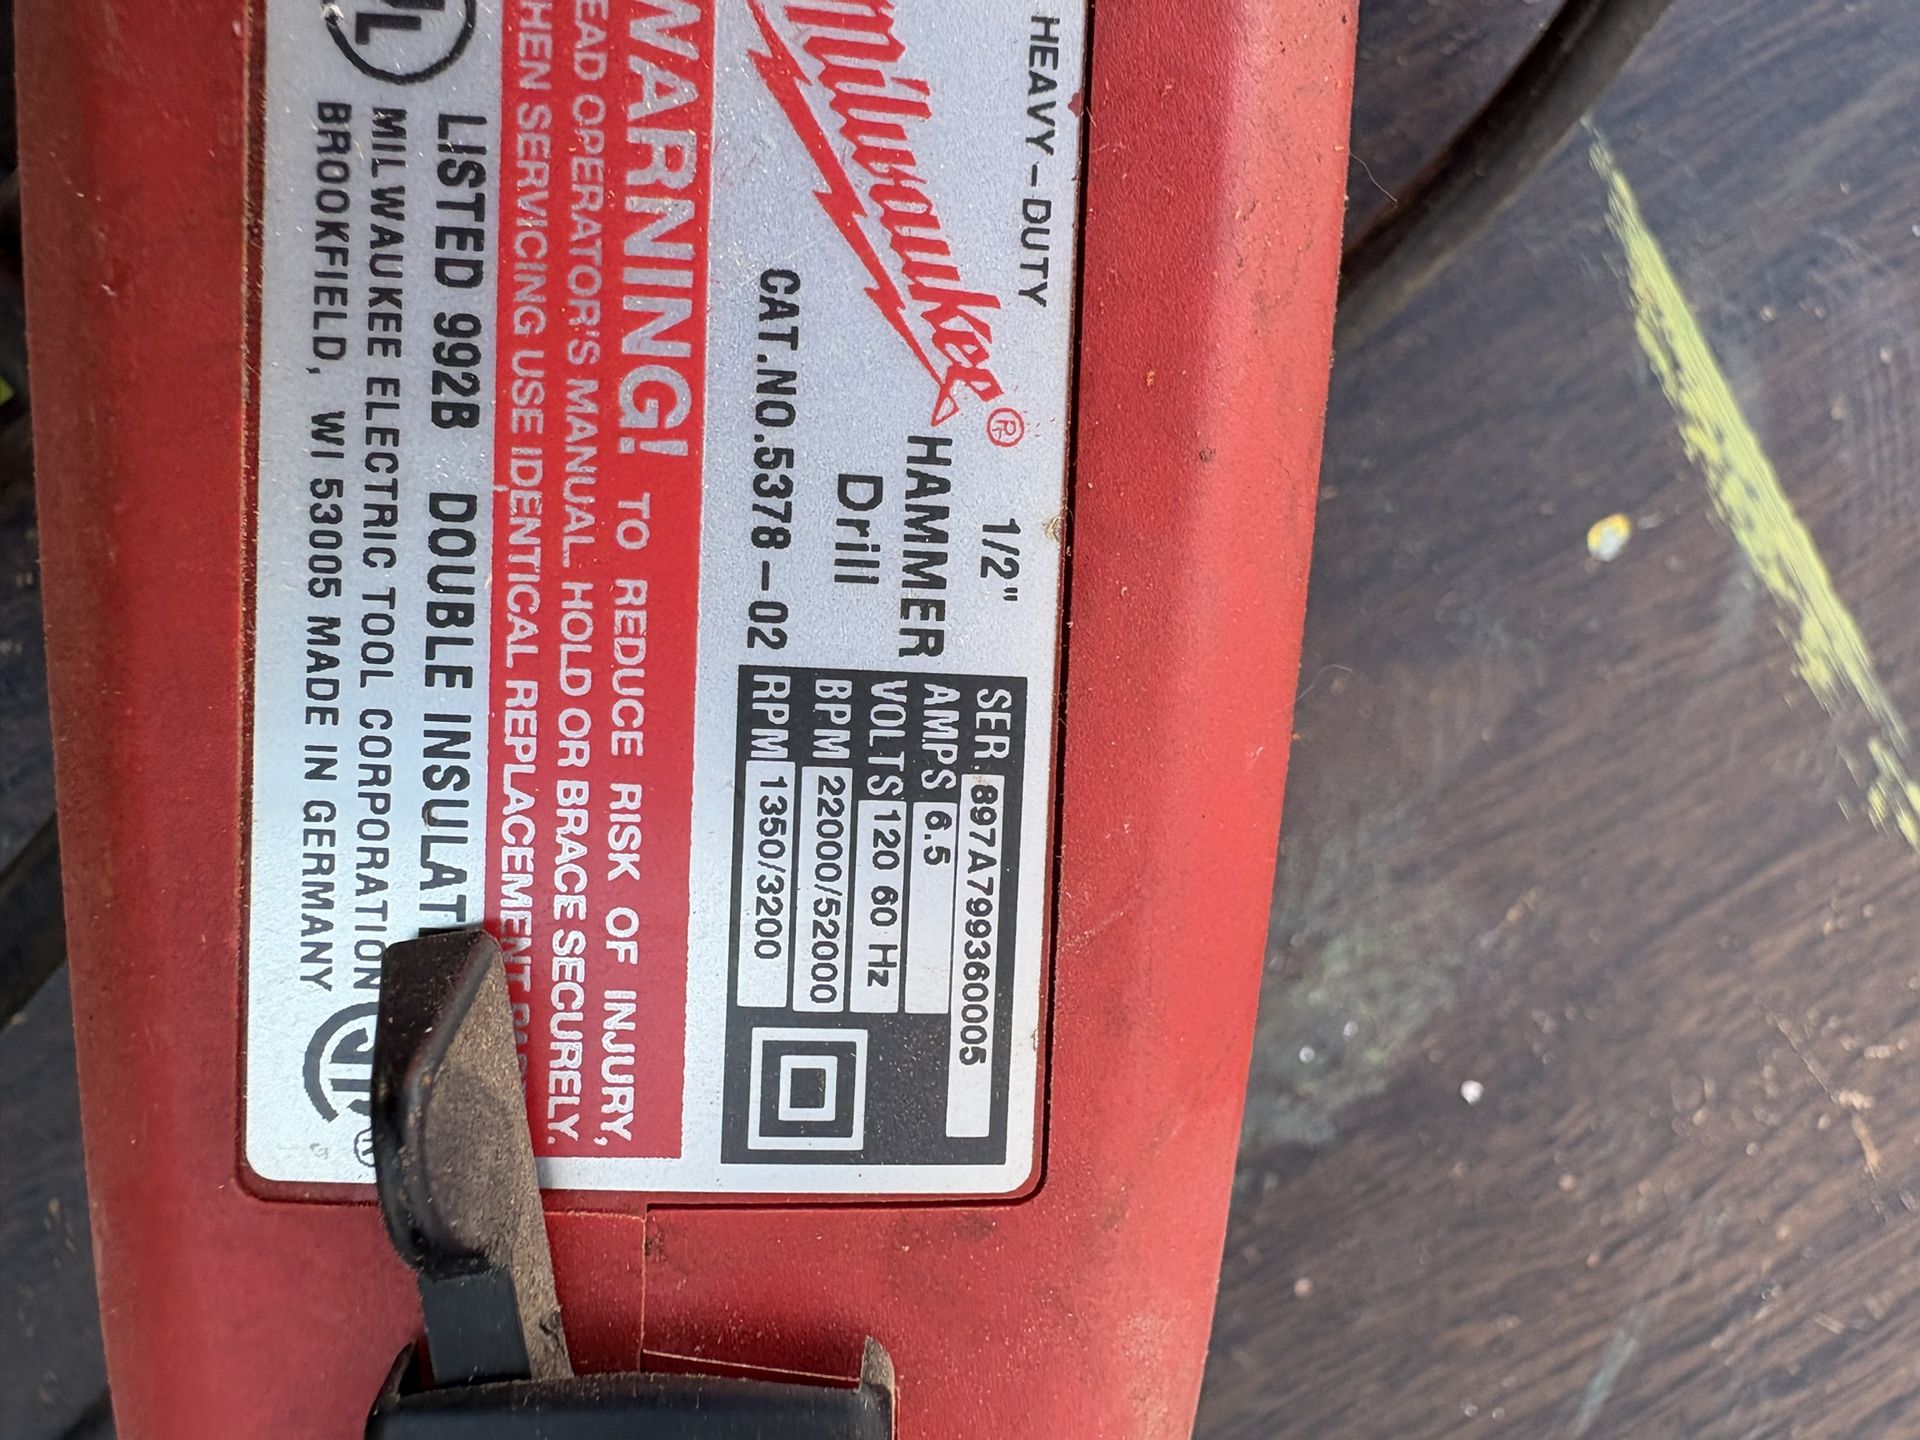 HEAVY-DUTY
Milwaukee®
1/2"
HAMMER
Drill
CAT.NO.5378-02
SER. 897A799360005
AMPS 6.5
VOLTS 120 60 Hz
BPM 22000/52000
RPM 1350/3200
WARNING! TO REDUCE RISK OF INJURY,
EAD OPERATOR'S MANUAL. HOLD OR BRACE SECURELY.
HEN SERVICING USE IDENTICAL REPLACEMENT
UL LISTED 992B DOUBLE INSULAT
MILWAUKEE ELECTRIC TOOL CORPORATION
BROOKFIELD, WI 53005 MADE IN GERMANY
®